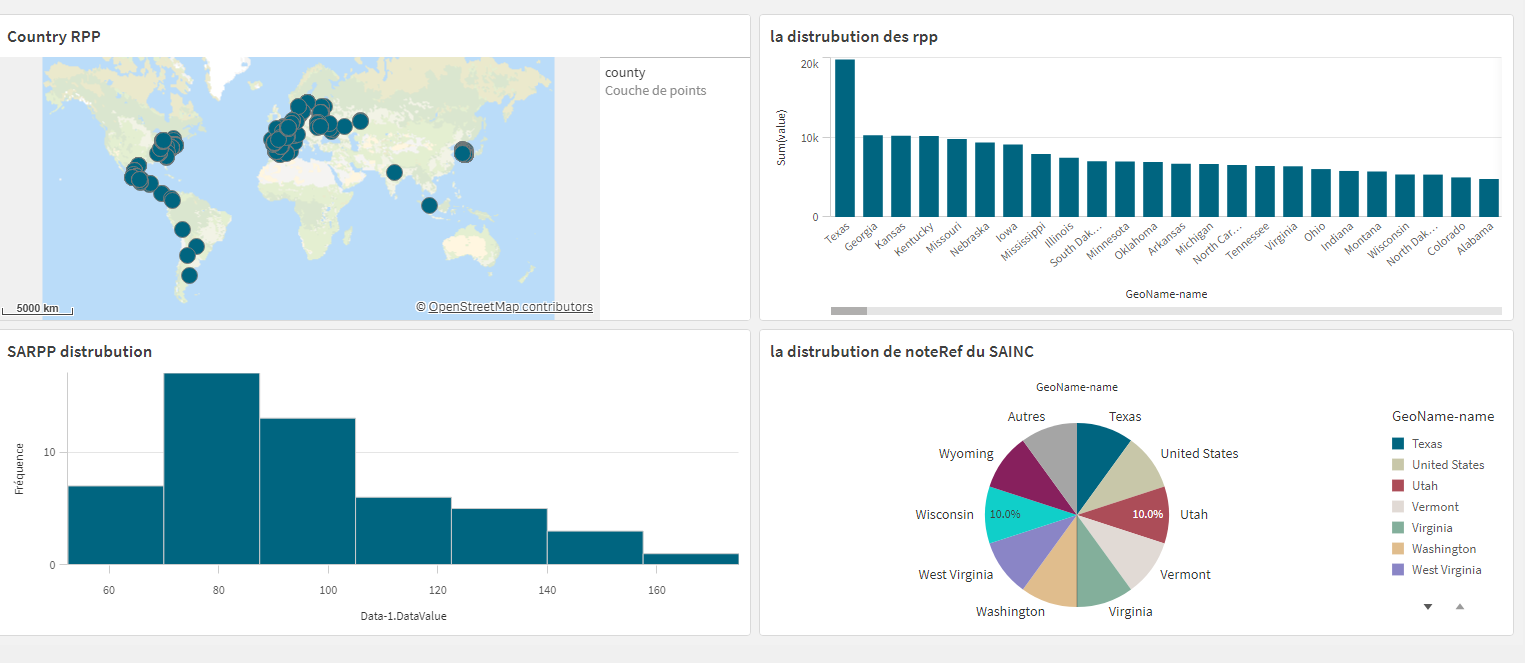 Country RPP
county
Couche de points
5000 km
© OpenStreetMap contributors
la distrubution des rpp
Sum(value)
20k
10k
0
Texas
Georgia
Kansas
Kentucky
Missouri
Nebraska
Iowa
Mississippi
Illinois
South Dak...
Minnesota
Oklahoma
Arkansas
Michigan
North Car...
Tennessee
Virginia
Ohio
Indiana
Montana
Wisconsin
North Dak...
Colorado
Alabama
GeoName-name
SARPP distrubution
Fréquence
10
0
60
80
100
120
140
160
Data-1.DataValue
la distrubution de noteRef du SAINC
GeoName-name
Autres
Texas
Wyoming
United States
Wisconsin
10.0%
10.0%
Utah
West Virginia
Vermont
Washington
Virginia
GeoName-name
Texas
United States
Utah
Vermont
Virginia
Washington
West Virginia